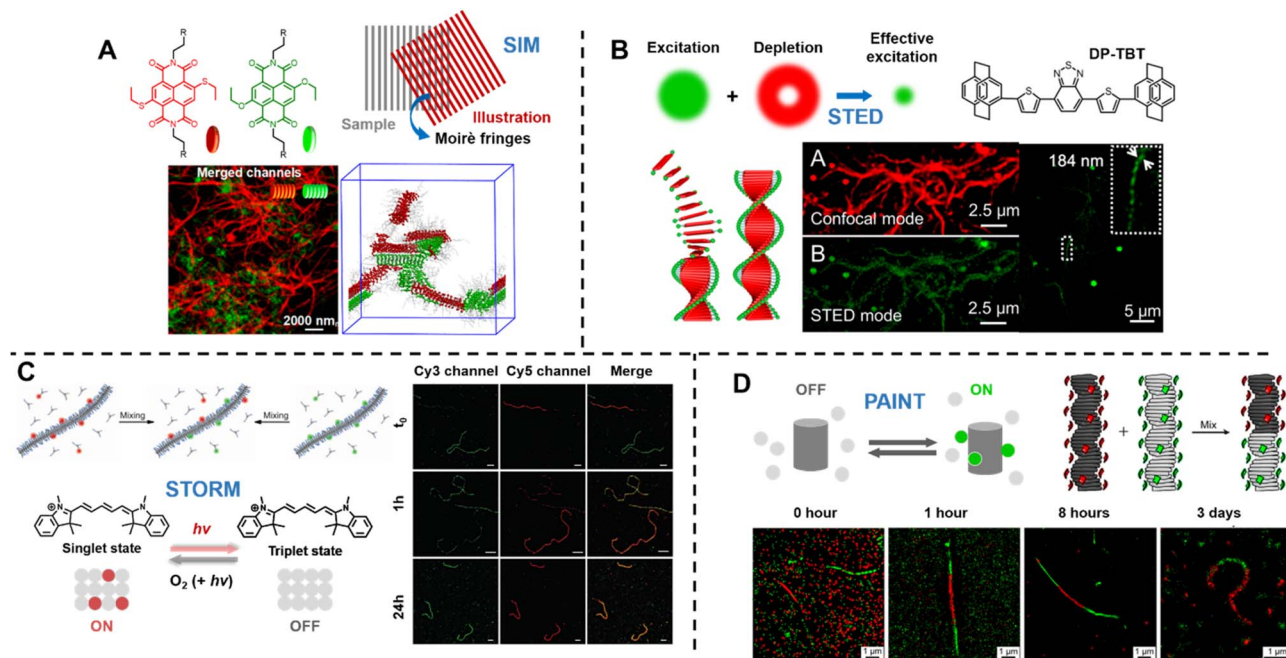 A
R
N
O
O
S
S
O
O
N
R
R
N
O
O
O
O
O
O
N
R
SIM
Sample
Illustration
Moirè fringes
Merged channels
2000 nm
B
Excitation
Depletion
Effective
excitation
DP-TBT
+
STED
S
N
N
S
S
A
Confocal mode
2.5 µm
B
STED mode
2.5 µm
184 nm
5 µm
C
Mixing
Mixing
STORM
N
⊕
N
N
⊕
N
Singlet state
hv
Triplet state
O₂ (+ hv)
ON
OFF
Cy3 channel
Cy5 channel
Merge
t₀
1h
24h
D
OFF
PAINT
ON
+
Mix
0 hour
1 hour
8 hours
3 days
1 µm
1 µm
1 µm
1 µm